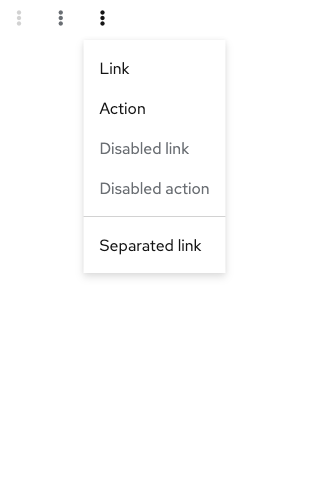 Link
Action
Disabled link
Disabled action
Separated link